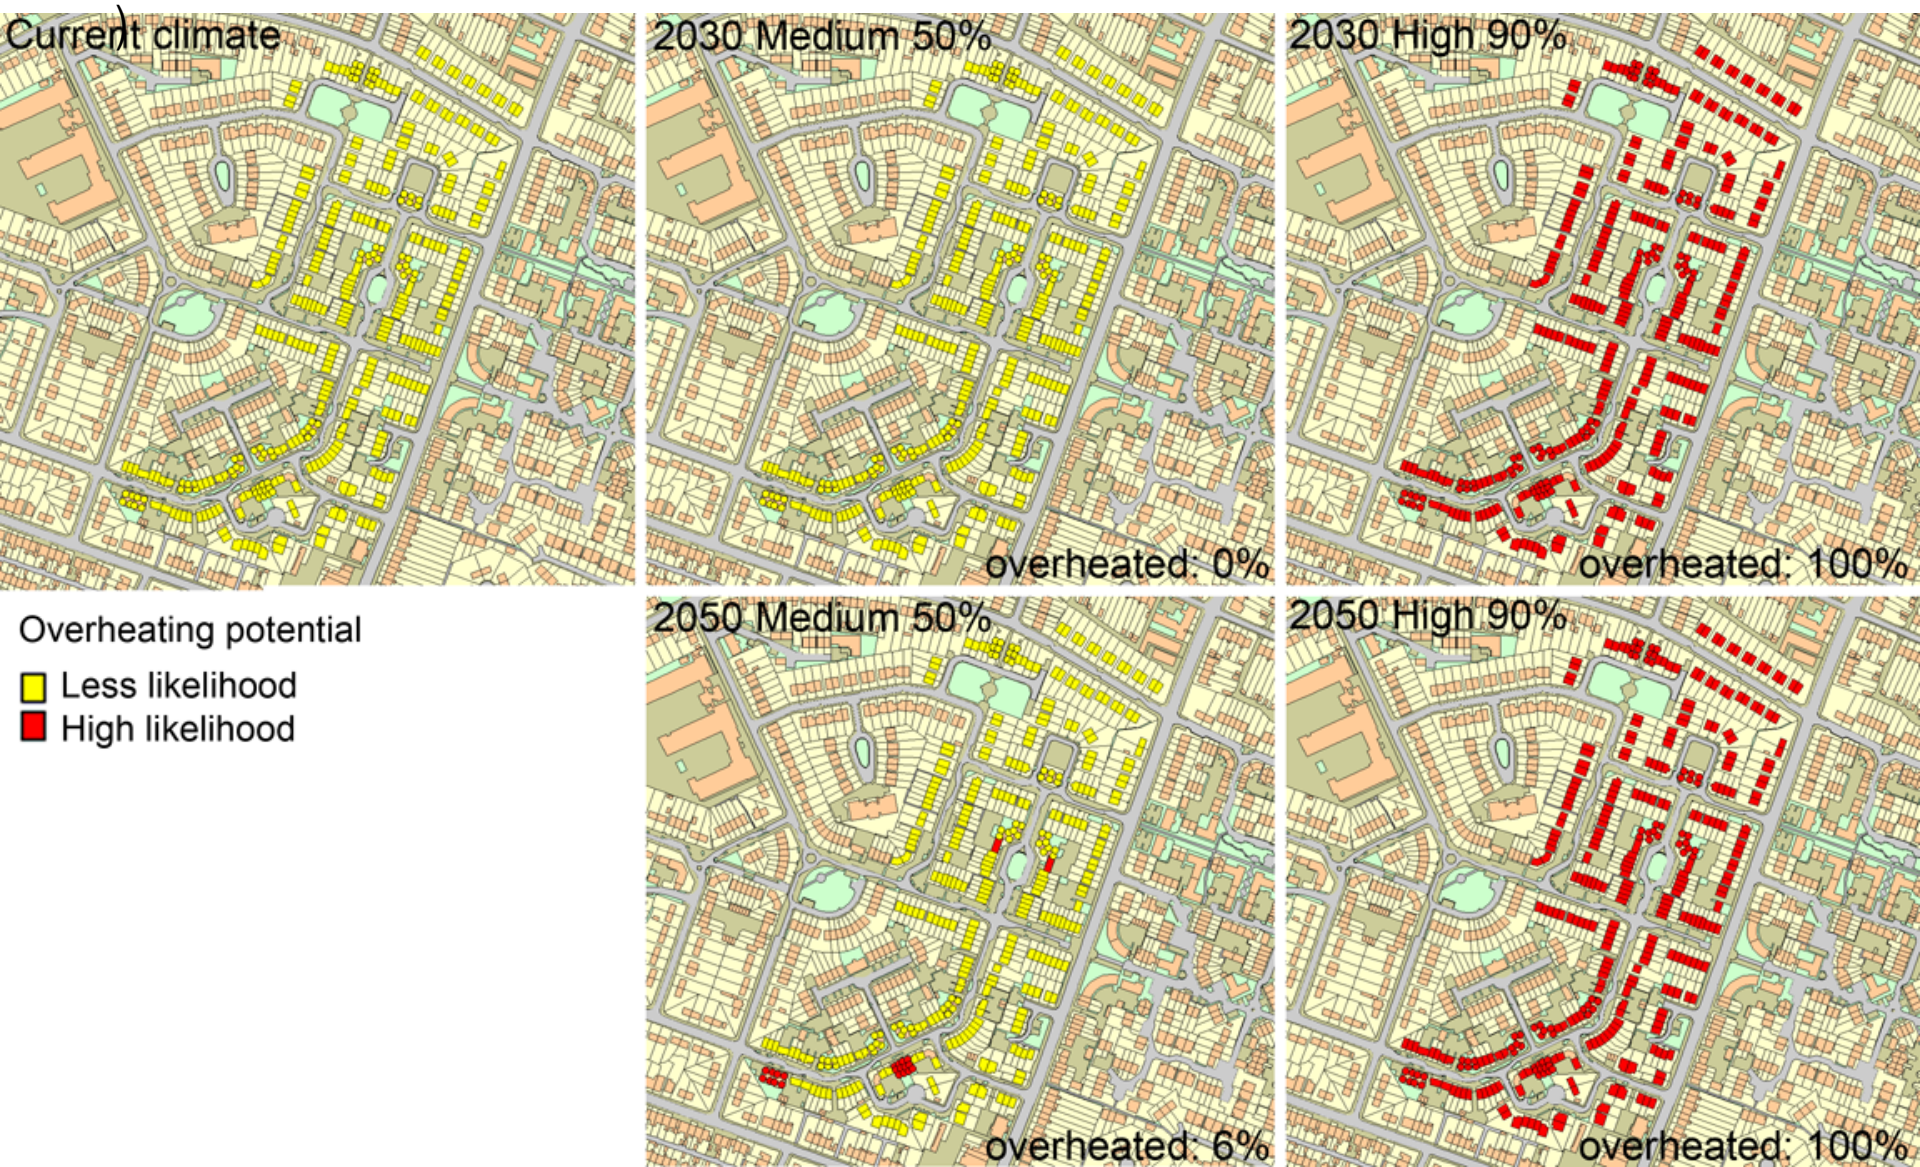 )
Current climate
2030 Medium 50%
2030 High 90%
overheated: 0%
overheated: 100%
Overheating potential
Less likelihood
High likelihood
2050 Medium 50%
2050 High 90%
overheated: 6%
overheated: 100%